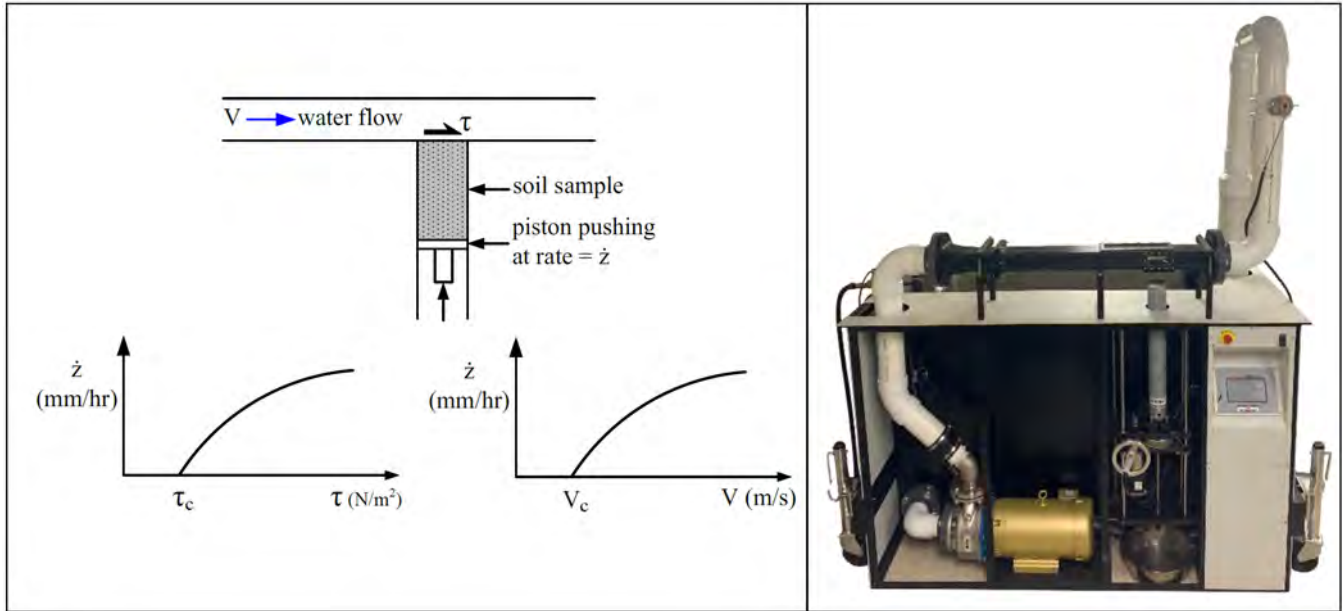 V
water flow
τ
soil sample
piston pushing
at rate = ż
ż
(mm/hr)
τc
τ (N/m²)
ż
(mm/hr)
Vc
V (m/s)